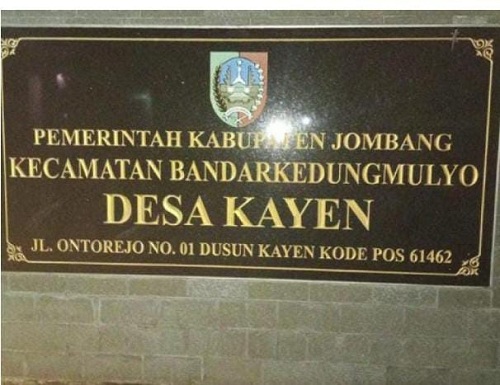 PEMERINTAH KABUPATEN JOMBANG
KECAMATAN BANDARKEDUNGMULYO
DESA KAYEN
JL. ONTOREJO NO. 01 DUSUN KAYEN KODE POS 61462